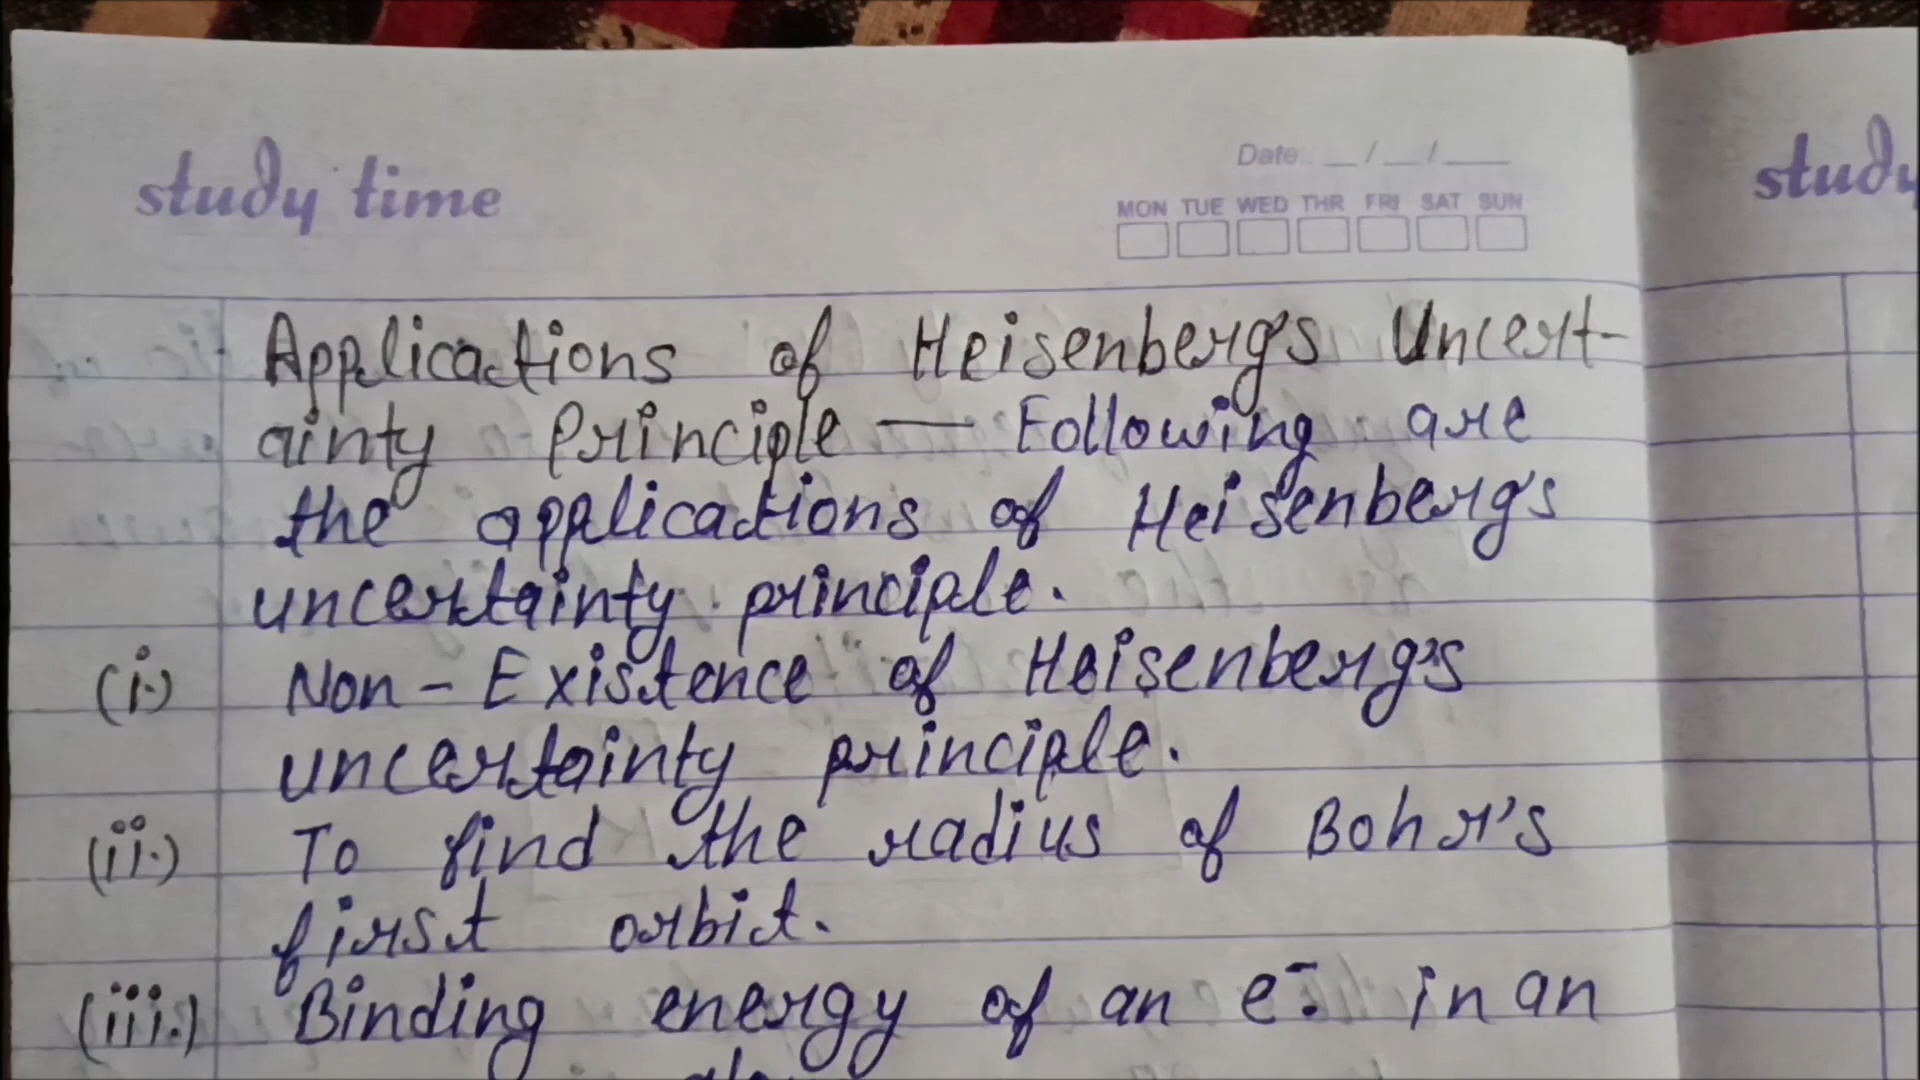 study time
Date __/__/___
MON TUE WED THR FRI SAT SUN
study
Applications of Heisenberg's Uncert-
ainty Principle — Following are
the applications of Heisenberg's
uncertainty principle.
(i.) Non-Existence of Heisenberg's
uncertainty principle.
(ii.) To find the radius of Bohr's
first orbit.
(iii.) Binding energy of an e⁻ in an